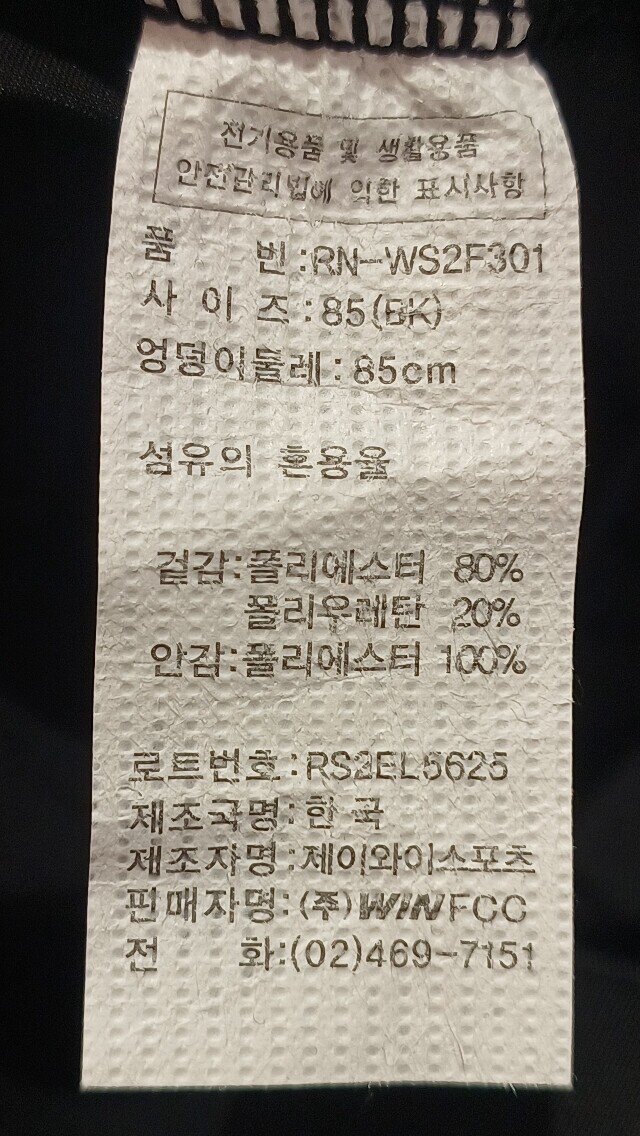 전기용품 및 생활용품
안전관리법에 의한 표시사항
품 번:RN-WS2F301
사 이 즈:85(BK)
엉덩이둘레:85cm
섬유의 혼용율
겉감:폴리에스터 80%
폴리우레탄 20%
안감:폴리에스터 100%
로트번호:RS2EL5625
제조국명:한국
제조자명:제이와이스포츠
판매자명:(주)WINFCC
전 화:(02)469-7151